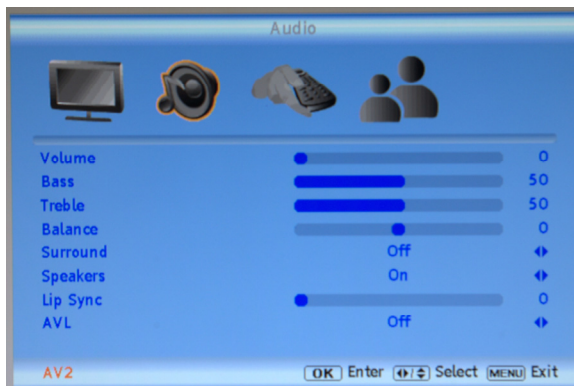 Audio
Volume 0
Bass 50
Treble 50
Balance 0
Surround Off
Speakers On
Lip Sync 0
AVL Off
AV2 OK Enter Select MENU Exit